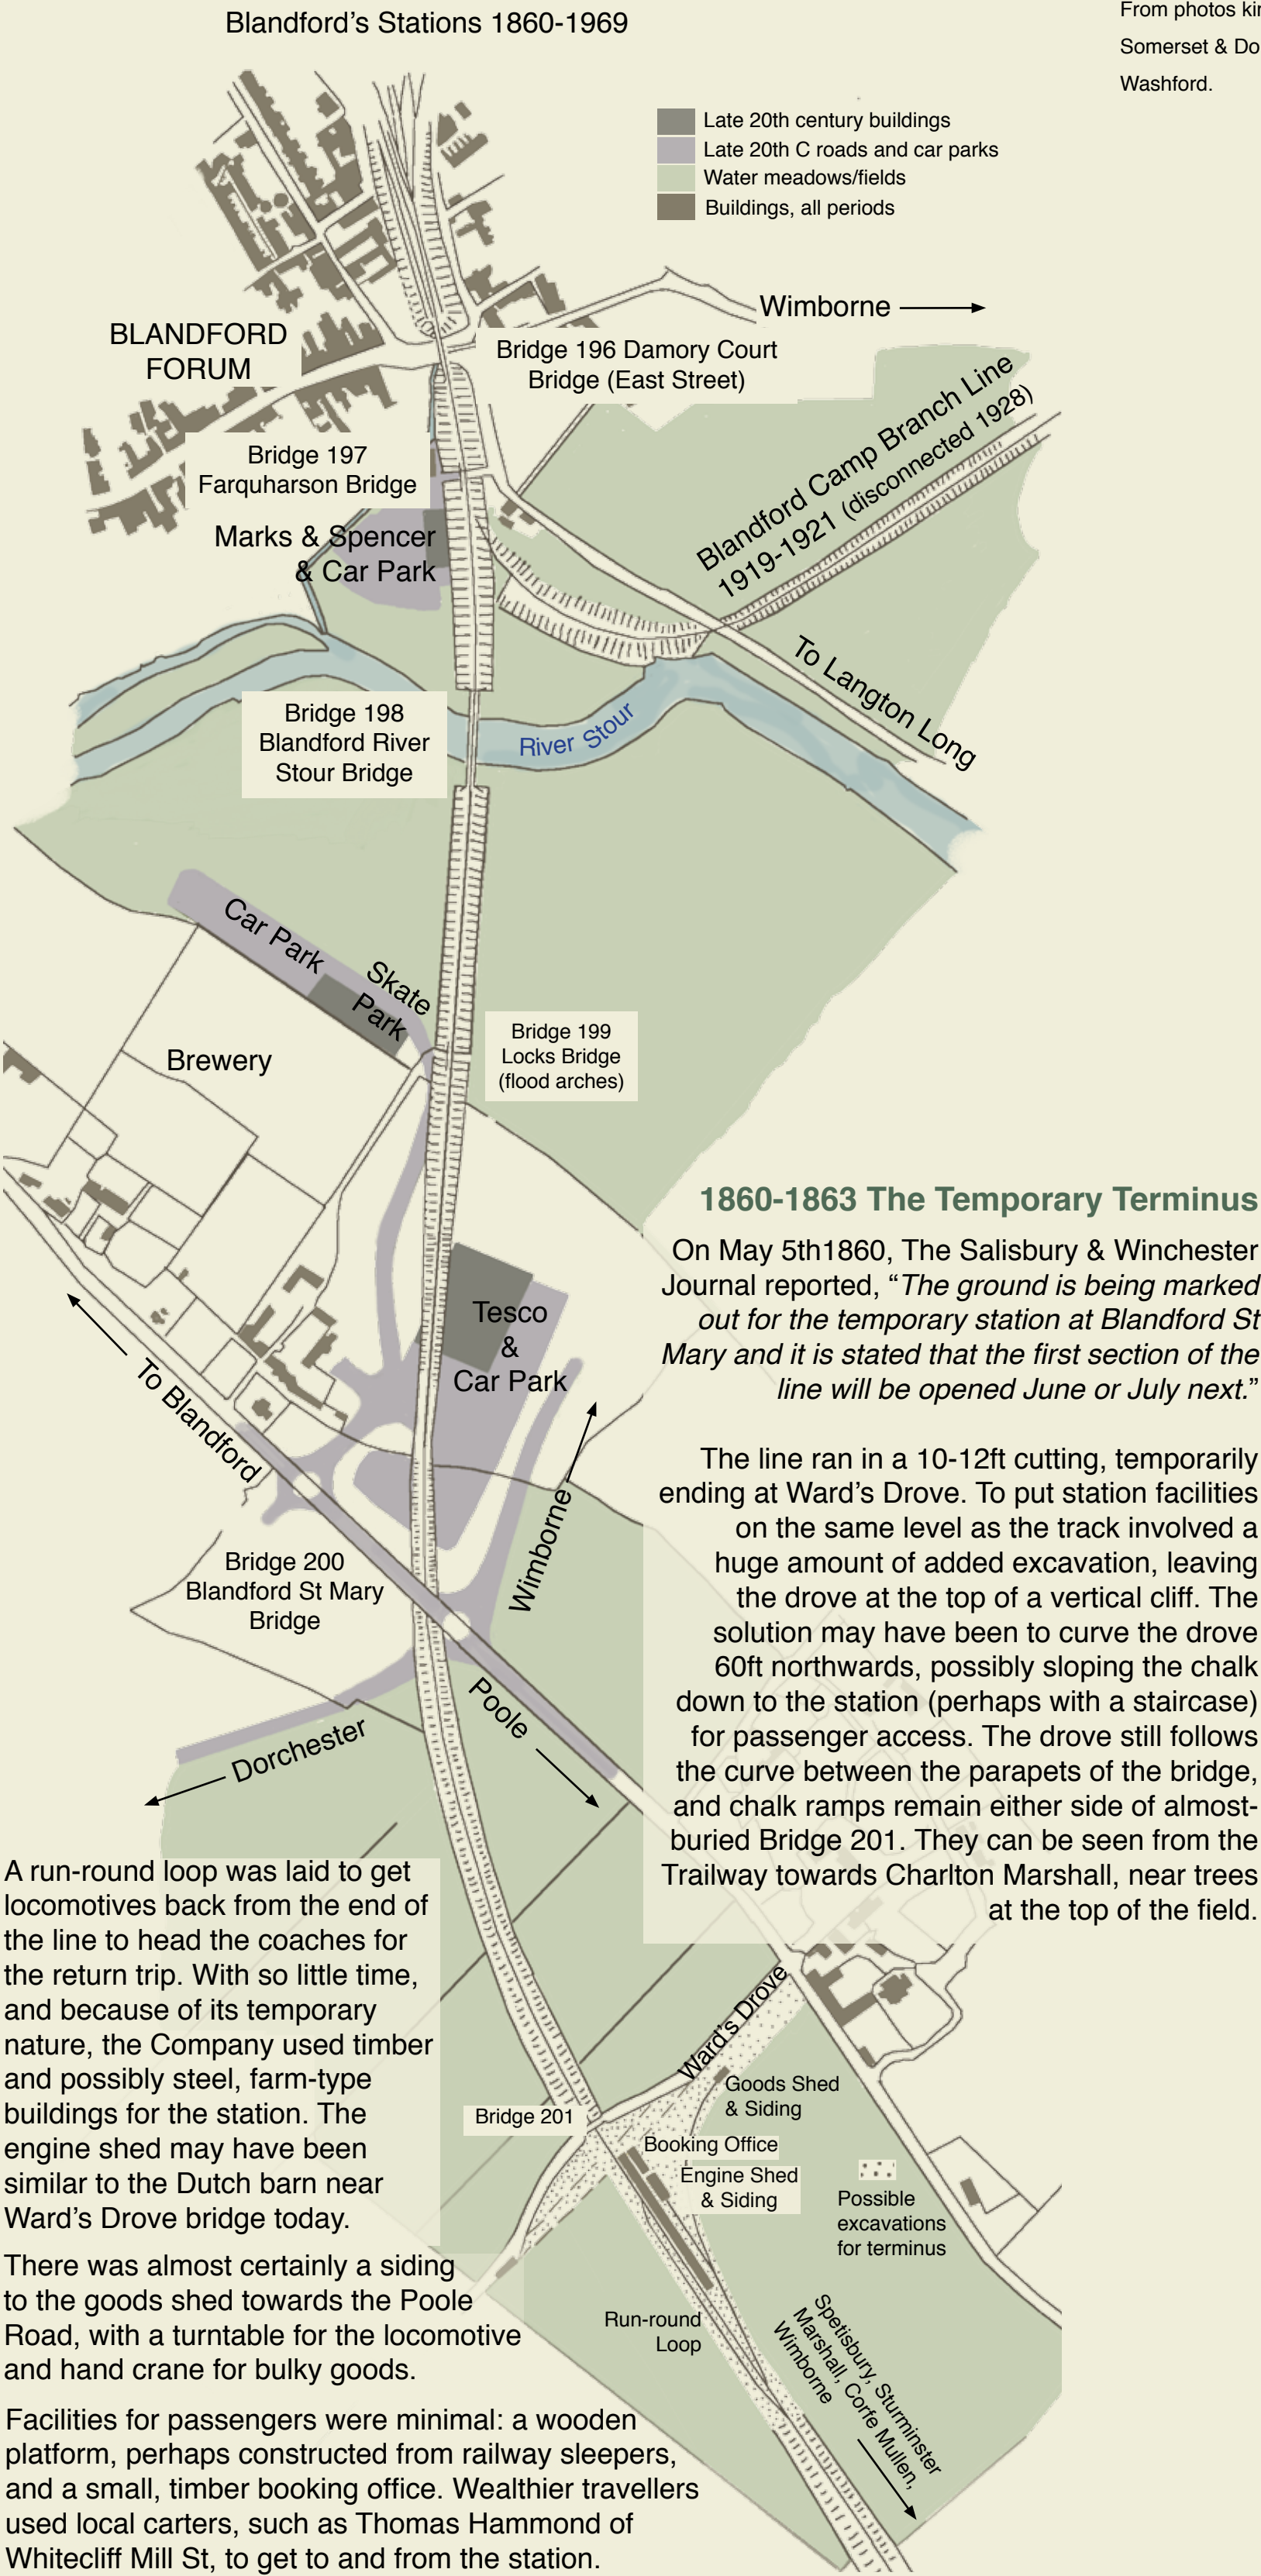 Blandford's Stations 1860-1969
From photos
Somerset &
Washford.
Late 20th century buildings
Late 20th C roads and car parks
Water meadows/fields
Buildings, all periods
Wimborne
BLANDFORD
FORUM
Bridge 196 Damory Court
Bridge (East Street)
Blandford Camp Branch Line
1919-1921 (disconnected 1928)
Bridge 197
Farquharson Bridge
Marks & Spencer
& Car Park
To Langton Long
Bridge 198
Blandford River
Stour Bridge
River Stour
Car Park
Skate
Park
Bridge 199
Locks Bridge
(flood arches)
Brewery
1860-1863 The Temporary Terminus
On May 5th1860, The Salisbury & Winchester
Journal reported, “The ground is being marked
out for the temporary station at Blandford St
Mary and it is stated that the first section of the
line will be opened June or July next.”
Tesco
&
Car Park
To Blandford
The line ran in a 10-12ft cutting, temporarily
ending at Ward's Drove. To put station facilities
on the same level as the track involved a
huge amount of added excavation, leaving
the drove at the top of a vertical cliff. The
solution may have been to curve the drove
60ft northwards, possibly sloping the chalk
down to the station (perhaps with a staircase)
for passenger access. The drove still follows
the curve between the parapets of the bridge,
and chalk ramps remain either side of almost-
buried Bridge 201. They can be seen from the
Trailway towards Charlton Marshall, near trees
at the top of the field.
Wimborne
Bridge 200
Blandford St Mary
Bridge
Poole
Dorchester
A run-round loop was laid to get
locomotives back from the end of
the line to head the coaches for
the return trip. With so little time,
and because of its temporary
nature, the Company used timber
and possibly steel, farm-type
buildings for the station. The
engine shed may have been
similar to the Dutch barn near
Ward's Drove bridge today.
Ward's Drove
Goods Shed
& Siding
Bridge 201
Booking Office
Engine Shed
& Siding
Possible
excavations
for terminus
There was almost certainly a siding
to the goods shed towards the Poole
Road, with a turntable for the locomotive
and hand crane for bulky goods.
Run-round
Loop
Spetisbury, Sturminster
Marshall, Corfe Mullen,
Wimborne
Facilities for passengers were minimal: a wooden
platform, perhaps constructed from railway sleepers,
and a small, timber booking office. Wealthier travellers
used local carters, such as Thomas Hammond of
Whitecliff Mill St, to get to and from the station.